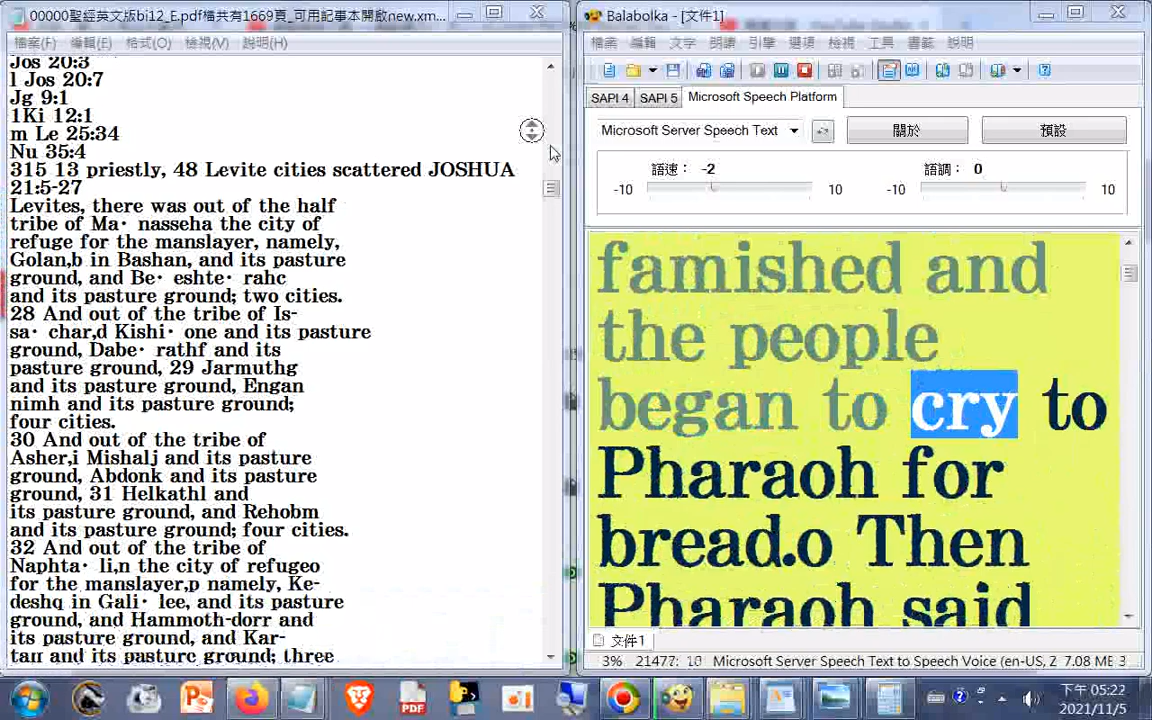 00000聖經英文版bi12_E.pdf檔共有1669頁_可用記事本開啟new.xm...
檔案(F) 編輯(E) 格式(O) 檢視(V) 說明(H)
Jos 20:3
l Jos 20:7
Jg 9:1
1Ki 12:1
m Le 25:34
Nu 35:4
315 13 priestly, 48 Levite cities scattered JOSHUA
21:5-27
Levites, there was out of the half
tribe of Ma· nasseha the city of
refuge for the manslayer, namely,
Golan,b in Bashan, and its pasture
ground, and Be· eshte· rahc
and its pasture ground; two cities.
28 And out of the tribe of Is-
sa· char,d Kishi· one and its pasture
ground, Dabe· rathf and its
pasture ground, 29 Jarmuthg
and its pasture ground, Engan
nimh and its pasture ground;
four cities.
30 And out of the tribe of
Asher,i Mishalj and its pasture
ground, Abdonk and its pasture
ground, 31 Helkathl and
its pasture ground, and Rehobm
and its pasture ground; four cities.
32 And out of the tribe of
Naphta· li,n the city of refugeo
for the manslayer,p namely, Ke-
deshq in Gali· lee, and its pasture
ground, and Hammoth-dorr and
its pasture ground, and Kar-
tan and its pasture ground; three
Balabolka - [文件1]
檔案 編輯 文字 朗讀 引擎 選項 檢視 工具 書籤 說明
SAPI 4 SAPI 5 Microsoft Speech Platform
Microsoft Server Speech Text 關於 預設
語速： -2 語調： 0
-10 10 -10 10
famished and
the people
began to cry to
Pharaoh for
bread.o Then
Pharaoh said
文件1
3% 21477: 10 Microsoft Server Speech Text to Speech Voice (en-US, Z 7.08 MB 3
PDF
下午 05:22
2021/11/5